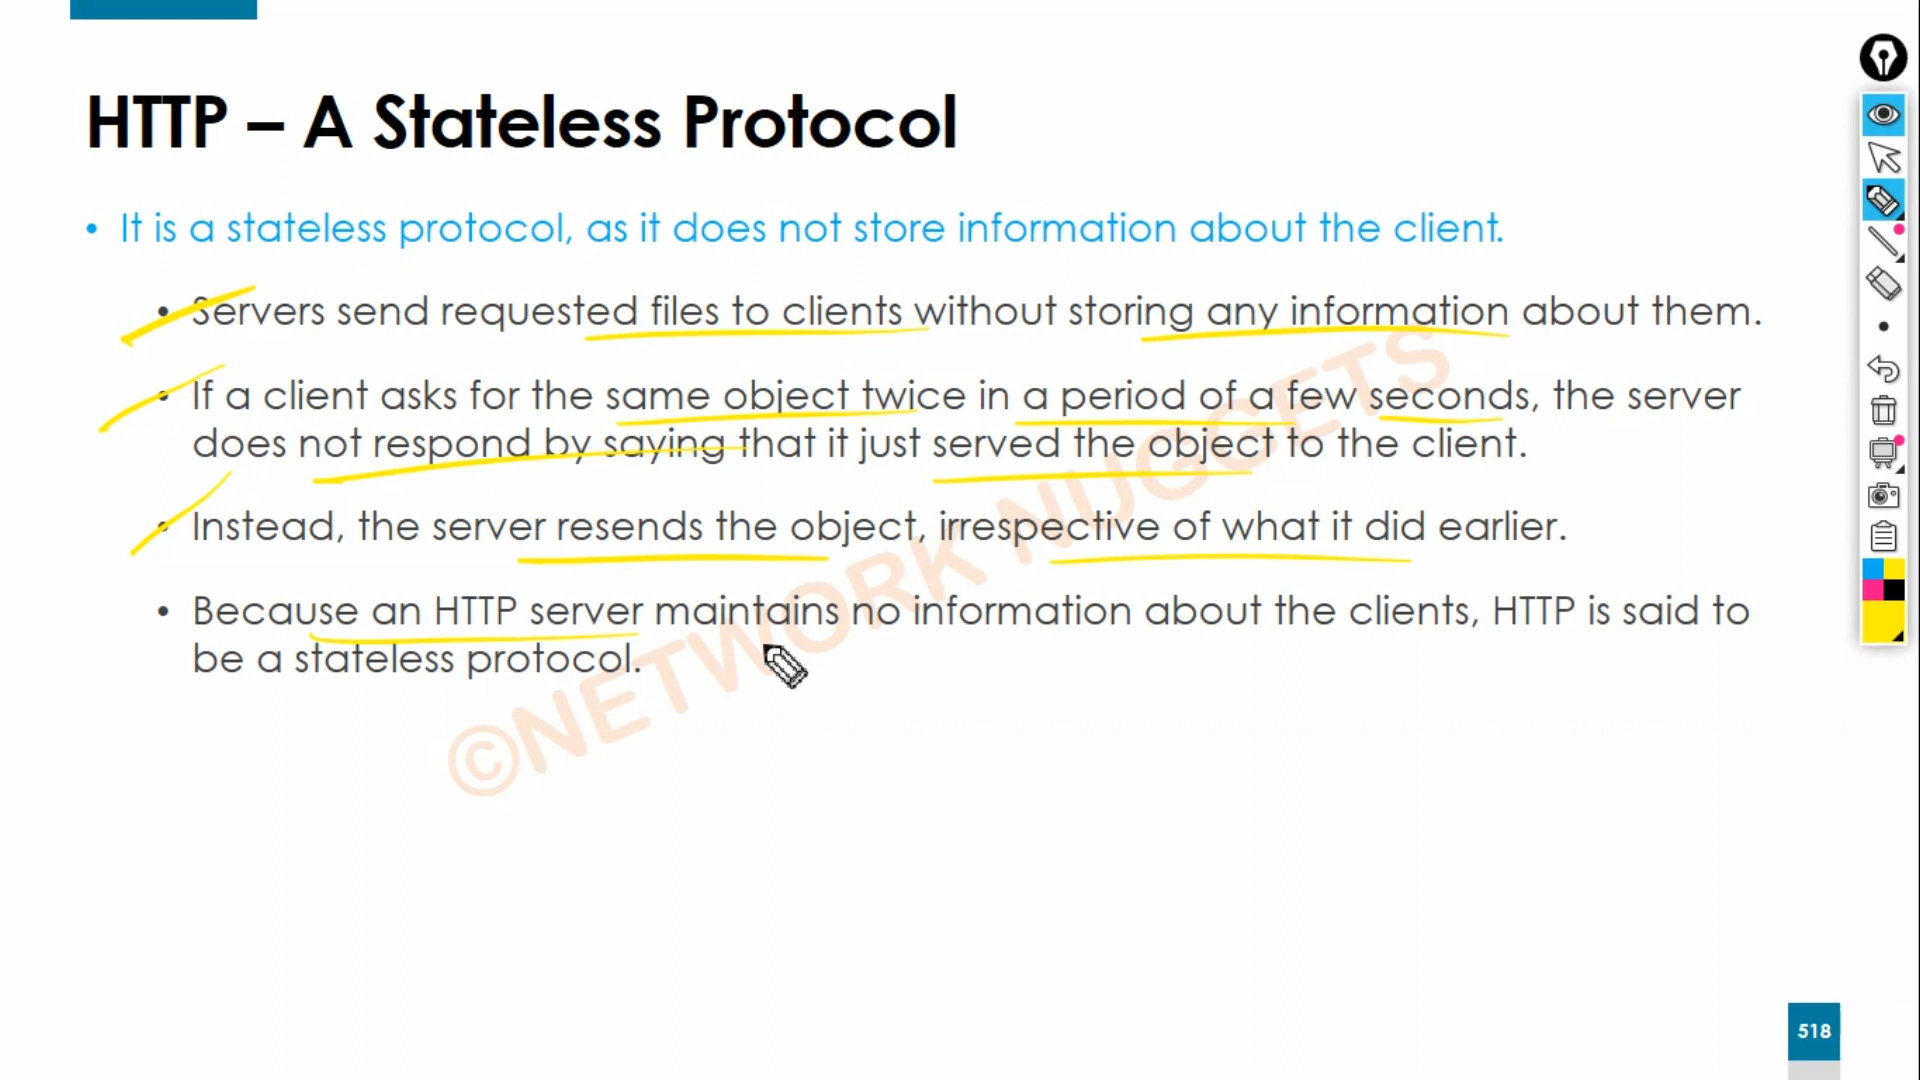 HTTP – A Stateless Protocol
• It is a stateless protocol, as it does not store information about the client.
• Servers send requested files to clients without storing any information about them.
• If a client asks for the same object twice in a period of a few seconds, the server
does not respond by saying that it just served the object to the client.
• Instead, the server resends the object, irrespective of what it did earlier.
• Because an HTTP server maintains no information about the clients, HTTP is said to
be a stateless protocol.
©NETWORK NUGGETS
518